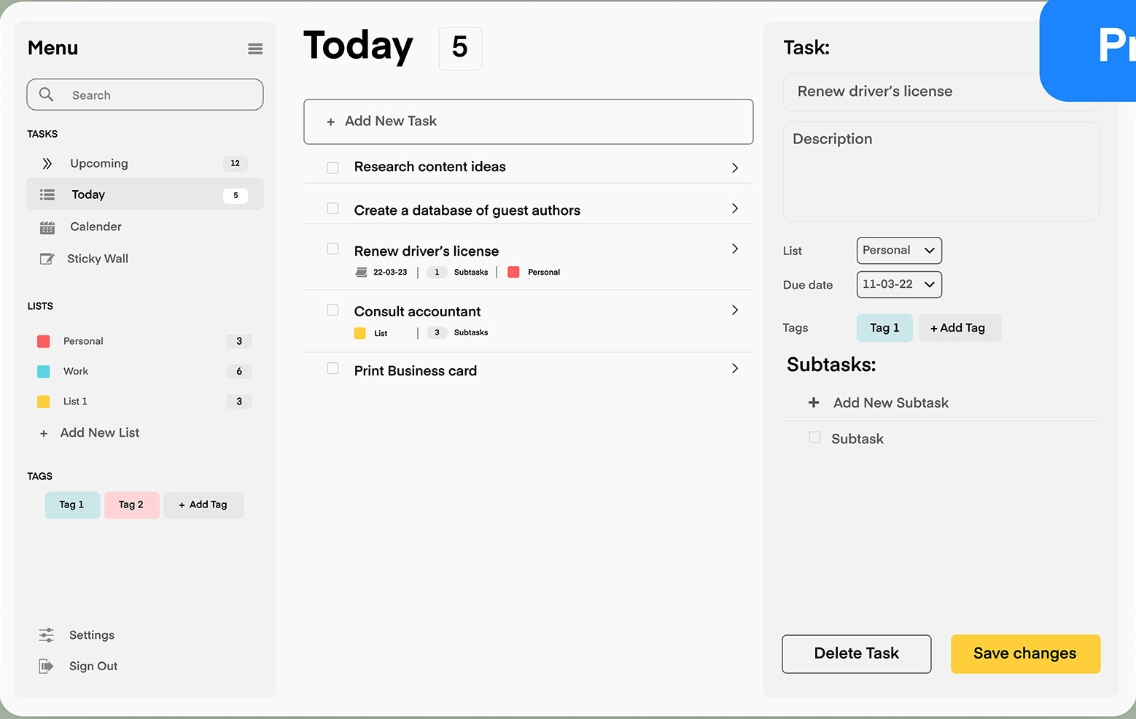 Menu
Search
TASKS
Upcoming 12
Today 5
Calender
Sticky Wall
LISTS
Personal 3
Work 6
List 1 3
+ Add New List
TAGS
Tag 1 Tag 2 + Add Tag
Settings
Sign Out
Today 5
+ Add New Task
Research content ideas
Create a database of guest authors
Renew driver's license
22-03-23 | 1 Subtasks | Personal
Consult accountant
List | 3 Subtasks
Print Business card
Task:
Renew driver's license
Description
List Personal
Due date 11-03-22
Tags Tag 1 + Add Tag
Subtasks:
+ Add New Subtask
Subtask
Delete Task Save changes